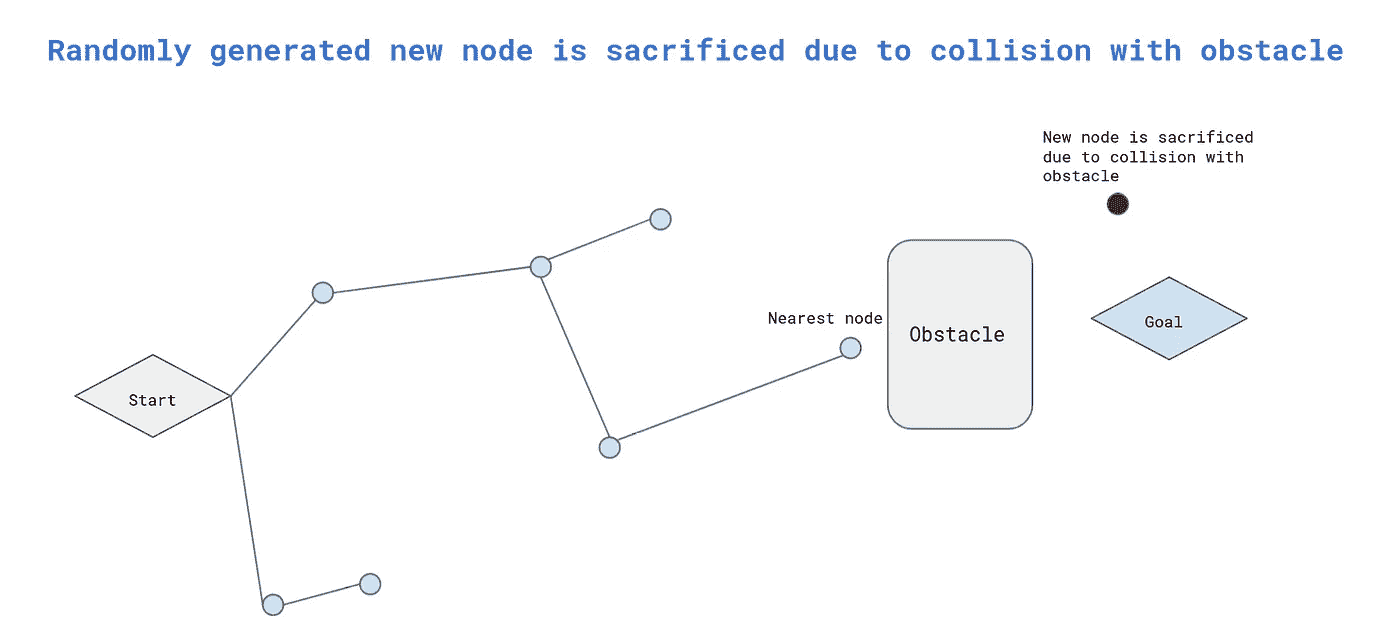 Randomly generated new node is sacrificed due to collision with obstacle
New node is sacrificed
due to collision with
obstacle
Nearest node
Obstacle
Goal
Start